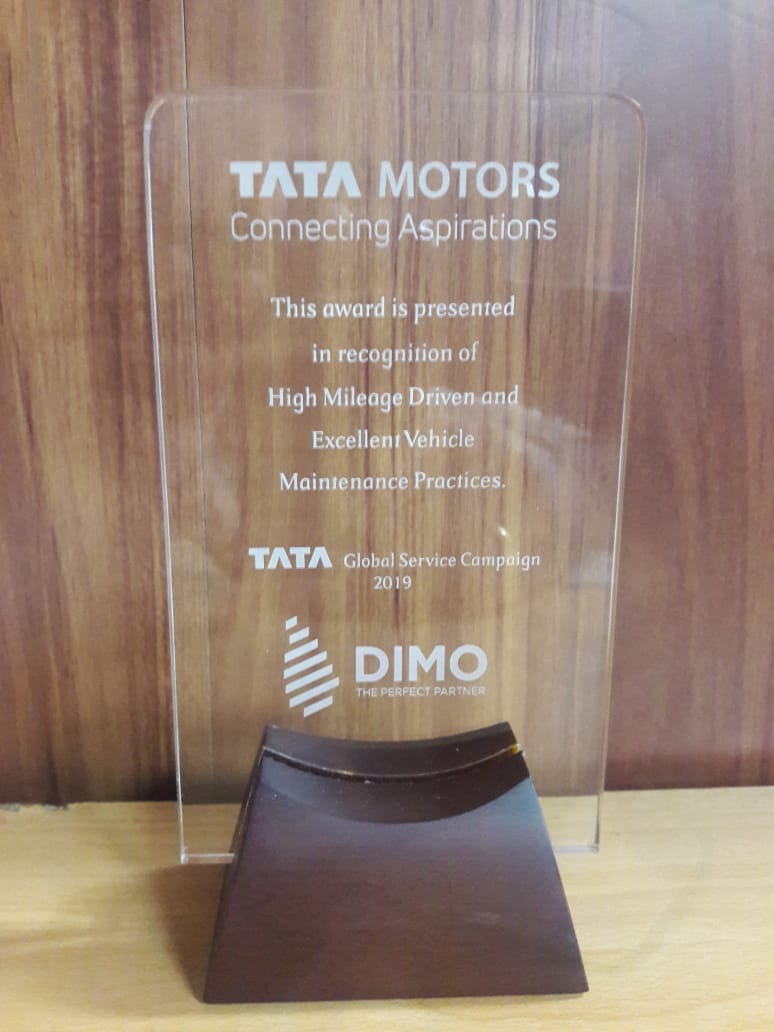 TATA MOTORS
Connecting Aspirations
This award is presented
in recognition of
High Mileage Driven and
Excellent Vehicle
Maintenance Practices.
TATA Global Service Campaign
2019
DIMO
THE PERFECT PARTNER